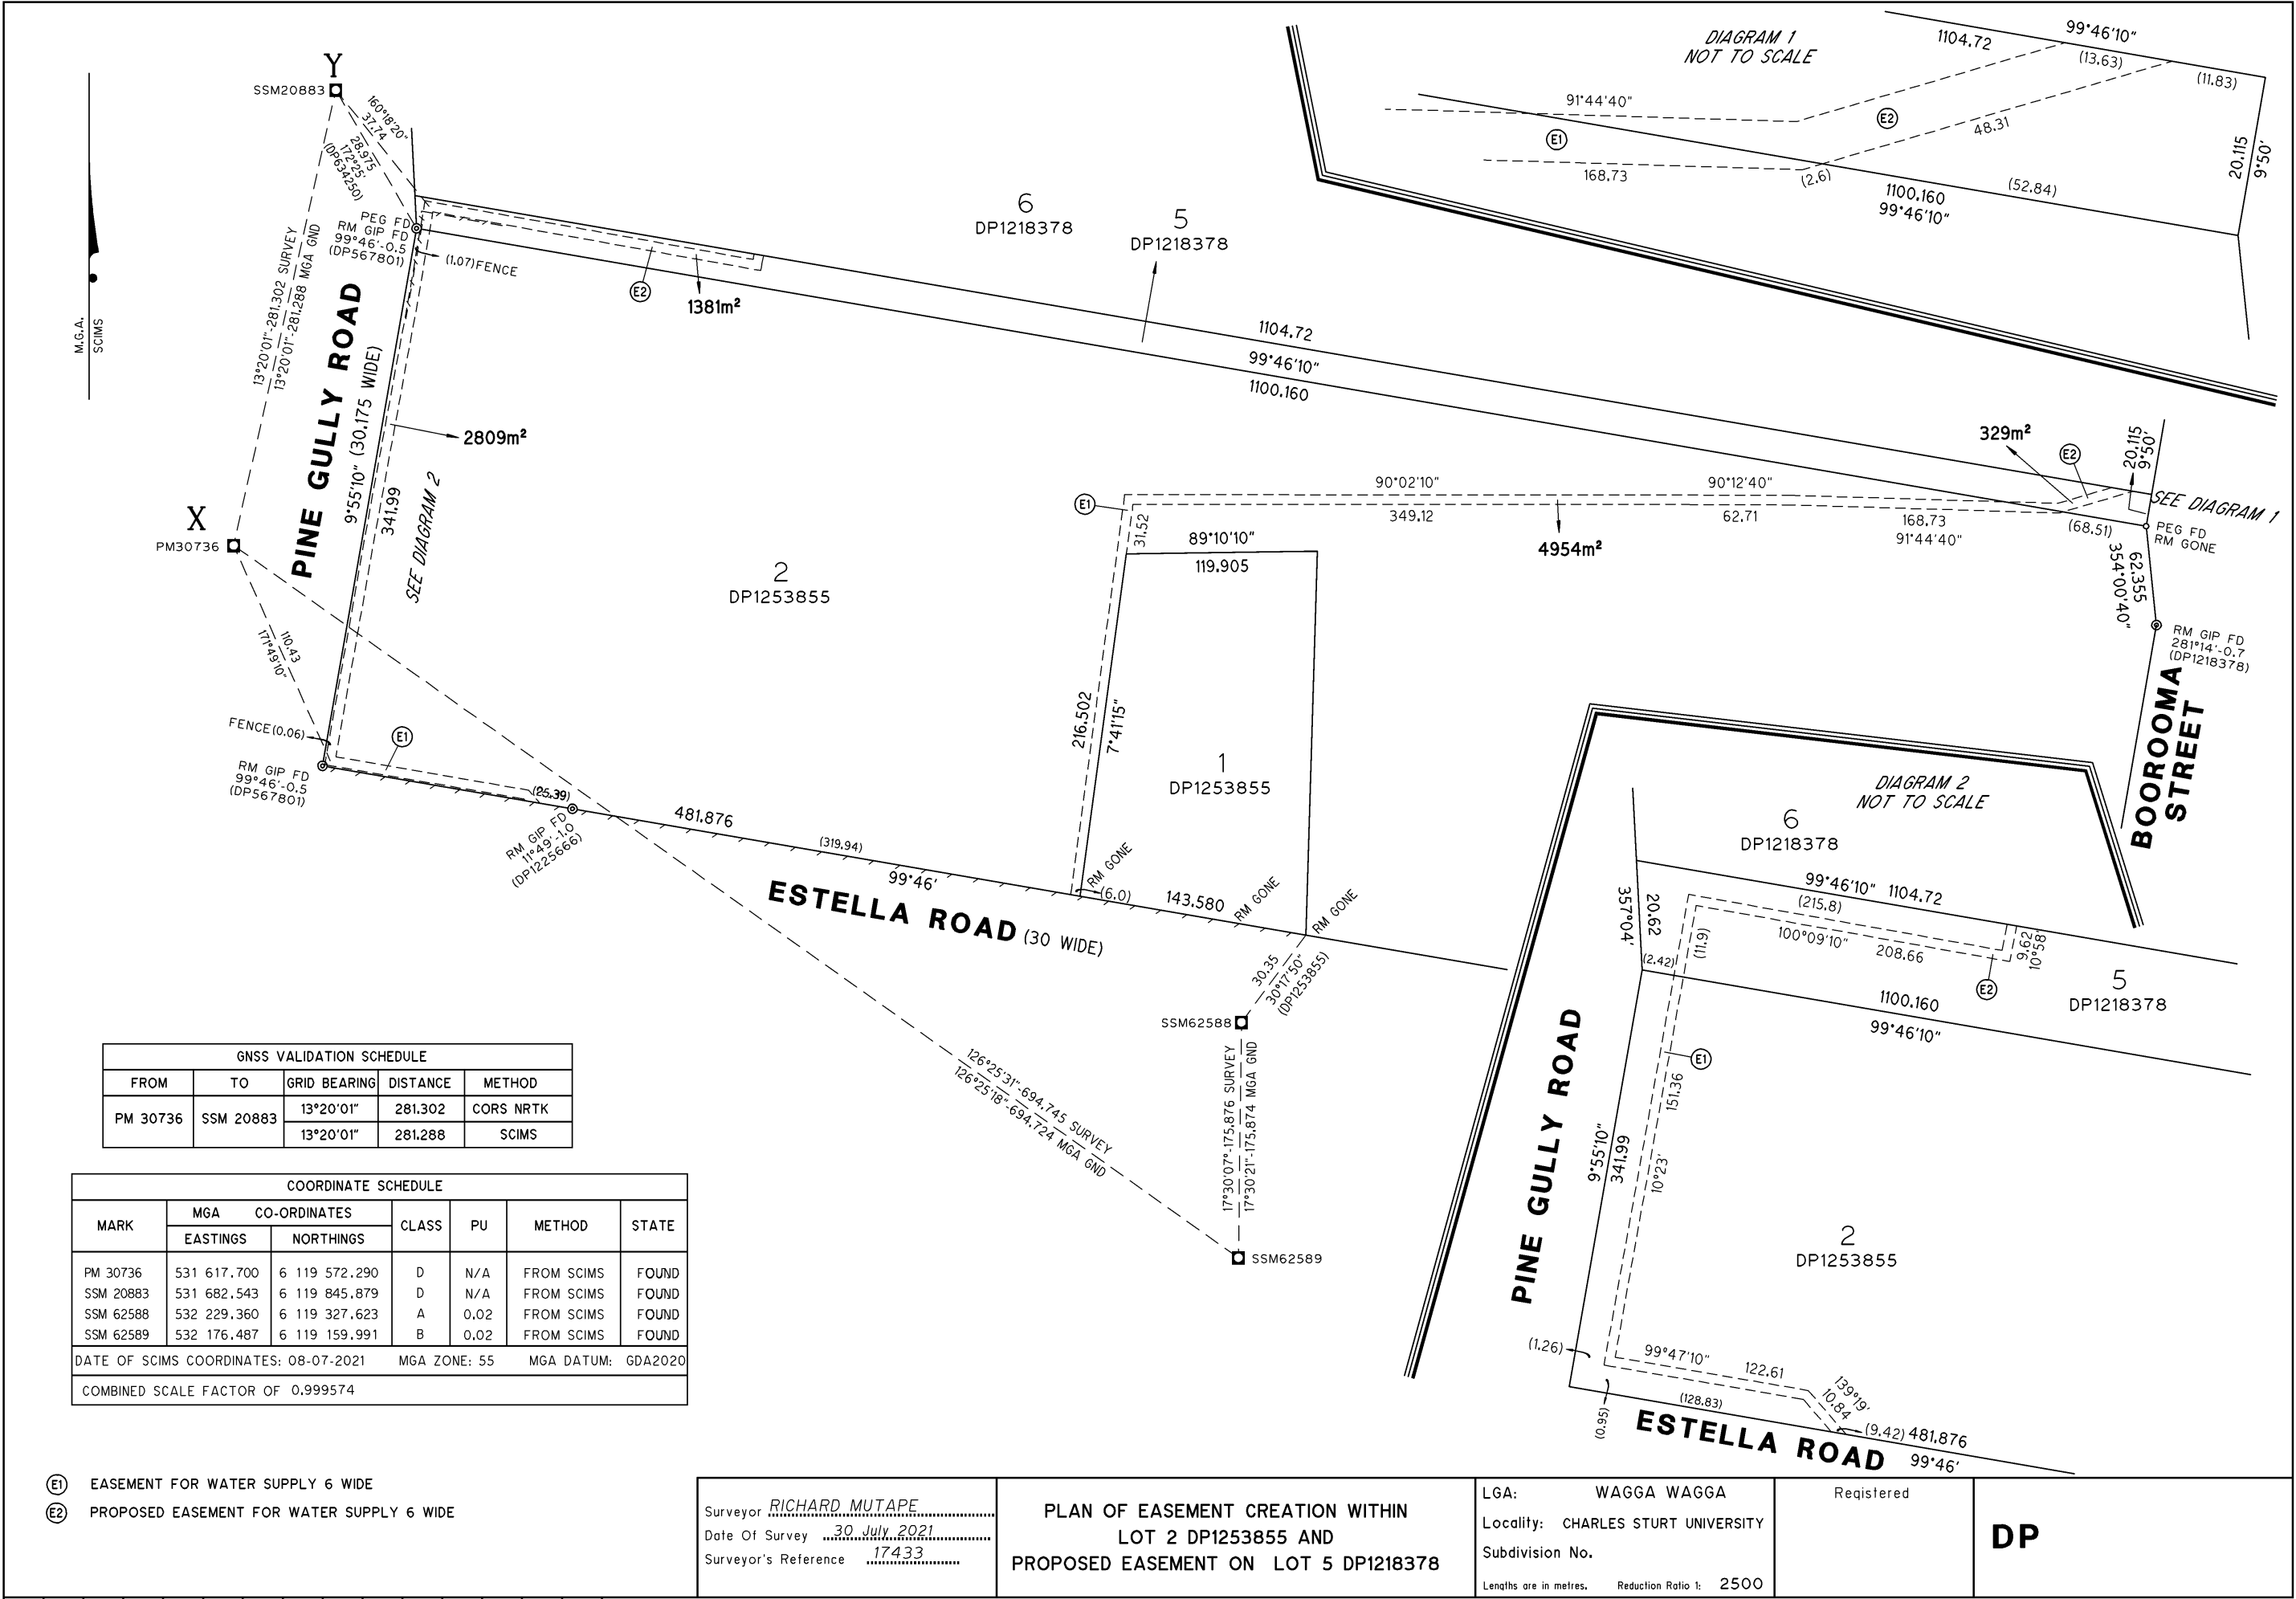 DIAGRAM 1
NOT TO SCALE
99°46'10"
1104.72
(13.63)
(11.83)
91°44'40"
E2
E1
48.31
168.73
(2.6)
1100.160
99°46'10"
(52.84)
20.115
9°50'
Y
SSM20883
160°18'20"
37.74
28.975
172°25'
(DP634250)
PEG FD
RM GIP FD
99°46'-0.5
(DP567801)
(1.07)FENCE
13°20'01"-281.302 SURVEY
13°20'01"-281.288 MGA GND
M.G.A.
SCIMS
E2
1381m²
6
DP1218378
5
DP1218378
1104.72
99°46'10"
1100.160
PINE GULLY ROAD
9°55'10" (30.175 WIDE)
341.99
2809m²
SEE DIAGRAM 2
X
PM30736
110.43
171°49'10"
2
DP1253855
E1
31.52
90°02'10"
349.12
90°12'40"
62.71
4954m²
168.73
91°44'40"
329m²
E2
20.115
9°50'
SEE DIAGRAM 1
(68.51)
PEG FD
RM GONE
62.355
354°00'40"
RM GIP FD
281°14'-0.7
(DP1218378)
BOOROOMA
STREET
89°10'10"
119.905
216.502
7°41'15"
1
DP1253855
FENCE(0.06)
RM GIP FD
99°46'-0.5
(DP567801)
E1
(25.39)
RM GIP FD
11°49'-1.0
(DP1225666)
481.876
(319.94)
99°46'
RM GONE
(6.0)
143.580
RM GONE
RM GONE
ESTELLA ROAD (30 WIDE)
30.35
30°17'50"
(DP1253855)
SSM62588
17°30'07"-175.876 SURVEY
17°30'21"-175.874 MGA GND
126°25'31"-694.745 SURVEY
126°25'18"-694.724 MGA GND
SSM62589
DIAGRAM 2
NOT TO SCALE
6
DP1218378
99°46'10" 1104.72
357°04'
20.62
(215.8)
100°09'10"
208.66
(11.9)
9.62
10°58'
(2.42)
E2
5
DP1218378
1100.160
99°46'10"
E1
PINE GULLY ROAD
9°55'10"
341.99
151.36
10°23'
2
DP1253855
(1.26)
99°47'10"
122.61
139°19'
10.84
(128.83)
(0.95)
(9.42) 481.876
ESTELLA ROAD 99°46'
GNSS VALIDATION SCHEDULE
FROM TO GRID BEARING DISTANCE METHOD
PM 30736 SSM 20883 13°20'01" 281.302 CORS NRTK
13°20'01" 281.288 SCIMS
COORDINATE SCHEDULE
MARK MGA CO-ORDINATES CLASS PU METHOD STATE
EASTINGS NORTHINGS
PM 30736 531 617.700 6 119 572.290 D N/A FROM SCIMS FOUND
SSM 20883 531 682.543 6 119 845.879 D N/A FROM SCIMS FOUND
SSM 62588 532 229.360 6 119 327.623 A 0.02 FROM SCIMS FOUND
SSM 62589 532 176.487 6 119 159.991 B 0.02 FROM SCIMS FOUND
DATE OF SCIMS COORDINATES: 08-07-2021 MGA ZONE: 55 MGA DATUM: GDA2020
COMBINED SCALE FACTOR OF 0.999574
E1 EASEMENT FOR WATER SUPPLY 6 WIDE
E2 PROPOSED EASEMENT FOR WATER SUPPLY 6 WIDE
Surveyor RICHARD MUTAPE
Date Of Survey 30 July 2021
Surveyor's Reference 17433
PLAN OF EASEMENT CREATION WITHIN
LOT 2 DP1253855 AND
PROPOSED EASEMENT ON LOT 5 DP1218378
LGA: WAGGA WAGGA
Locality: CHARLES STURT UNIVERSITY
Subdivision No.
Lengths are in metres. Reduction Ratio 1: 2500
Registered
DP